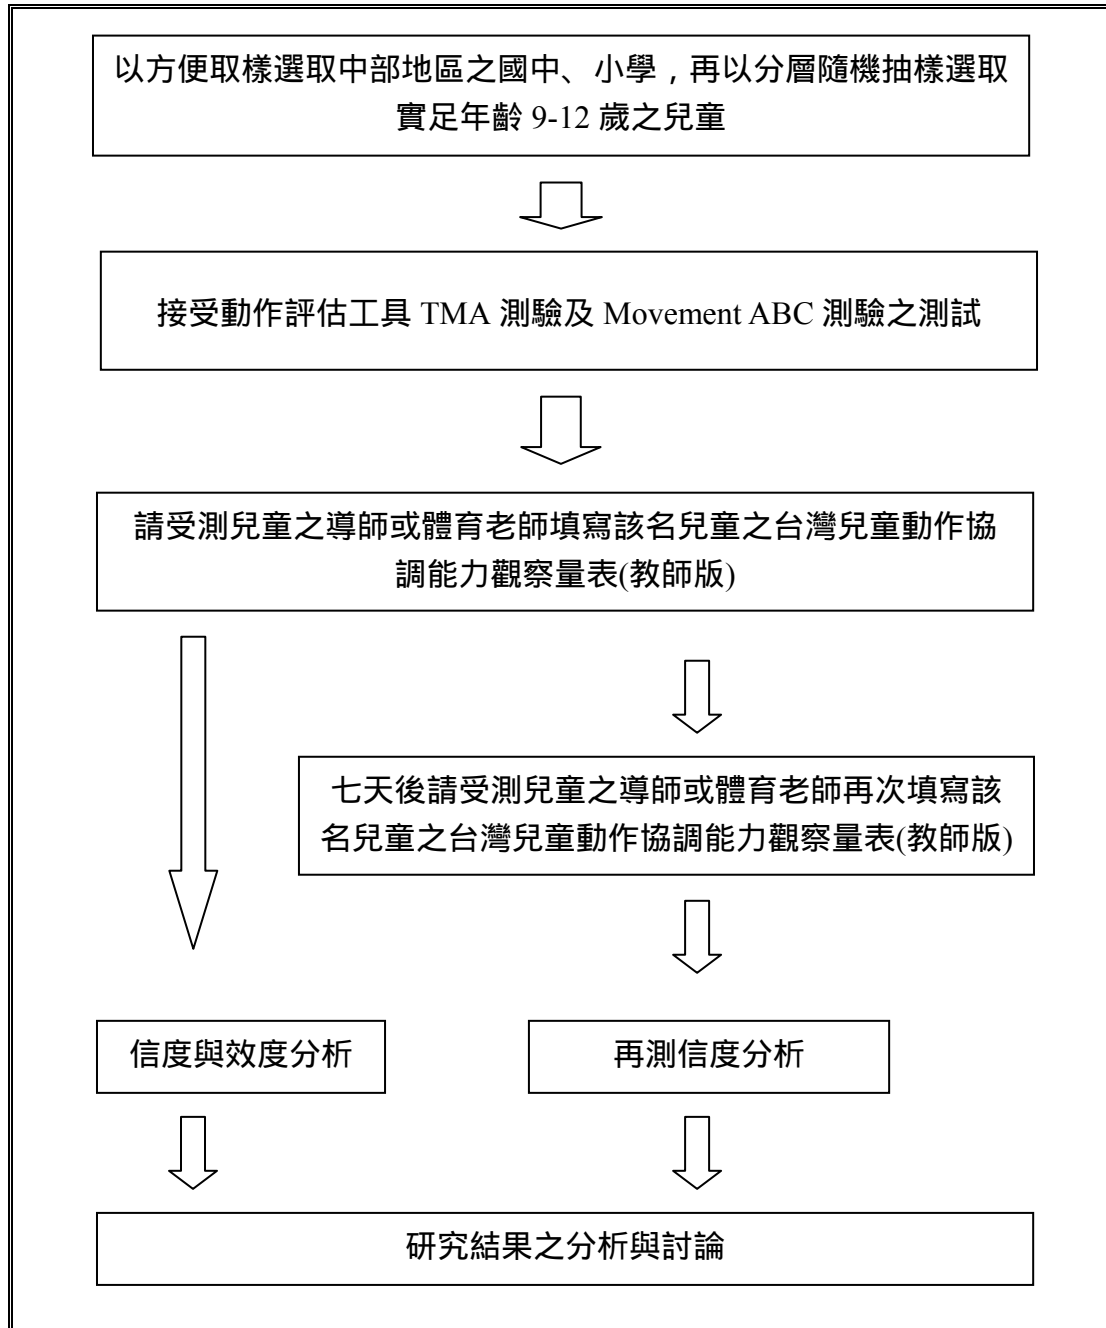 以方便取樣選取中部地區之國中、小學，再以分層隨機抽樣選取
實足年齡 9-12 歲之兒童
接受動作評估工具 TMA 測驗及 Movement ABC 測驗之測試
請受測兒童之導師或體育老師填寫該名兒童之台灣兒童動作協
調能力觀察量表(教師版)
七天後請受測兒童之導師或體育老師再次填寫該
名兒童之台灣兒童動作協調能力觀察量表(教師版)
信度與效度分析
再測信度分析
研究結果之分析與討論